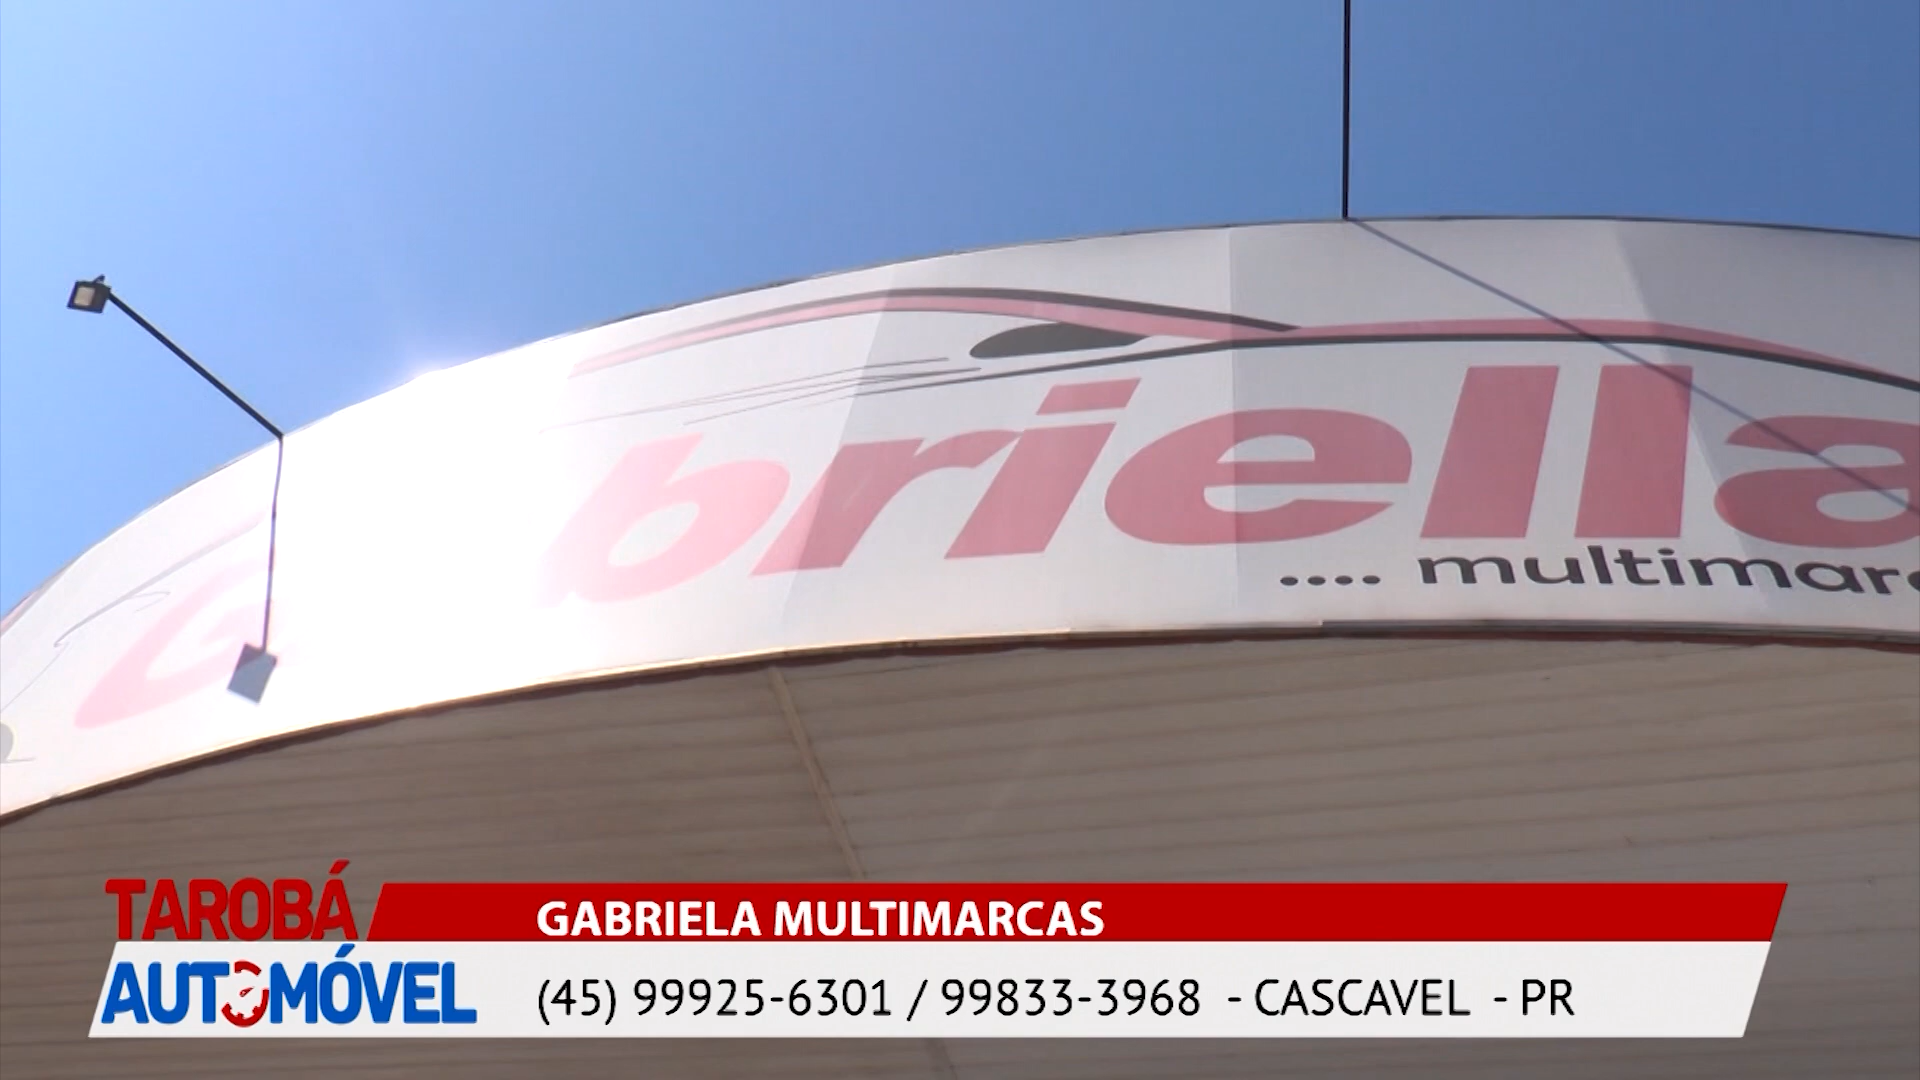 G briella
.... multimarc
TAROBÁ
AUTOMÓVEL
GABRIELA MULTIMARCAS
(45) 99925-6301 / 99833-3968 - CASCAVEL - PR